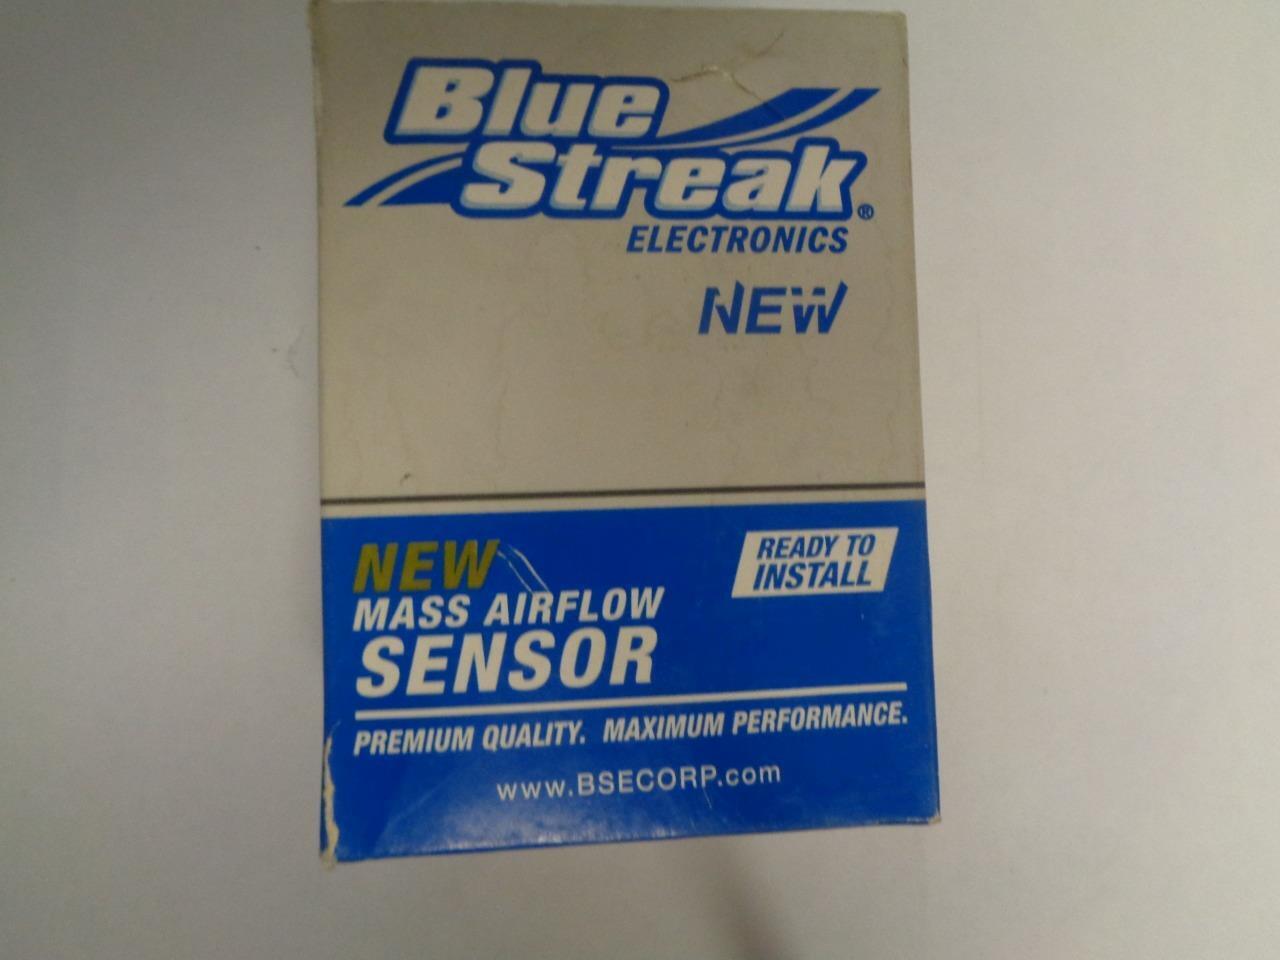 Blue
Streak®
ELECTRONICS
NEW
NEW
MASS AIRFLOW
SENSOR
READY TO
INSTALL
PREMIUM QUALITY. MAXIMUM PERFORMANCE.
www.BSECORP.com